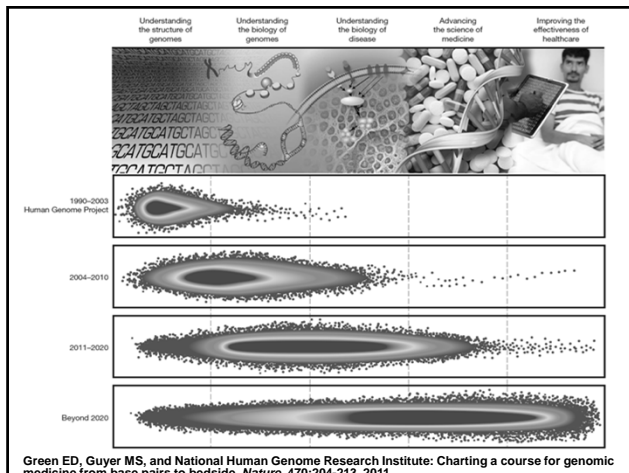 Understanding
the structure of
genomes
Understanding
the biology of
genomes
Understanding
the biology of
disease
Advancing
the science of
medicine
Improving the
effectiveness of
healthcare
GCATGCATGCTAGCT
1990–2003
Human Genome Project
2004–2010
2011–2020
Beyond 2020
Green ED, Guyer MS, and National Human Genome Research Institute: Charting a course for genomic
medicine from base pairs to bedside. Nature 470:204-213, 2011